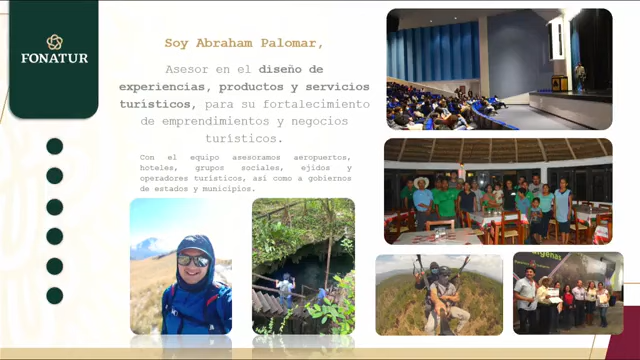 FONATUR
Soy Abraham Palomar,
Asesor en el diseño de
experiencias, productos y servicios
turísticos, para su fortalecimiento
de emprendimientos y negocios
turísticos.
Con el equipo asesoramos aeropuertos,
hoteles, grupos sociales, ejidos y
operadores turísticos, así como a gobiernos
de estados y municipios.